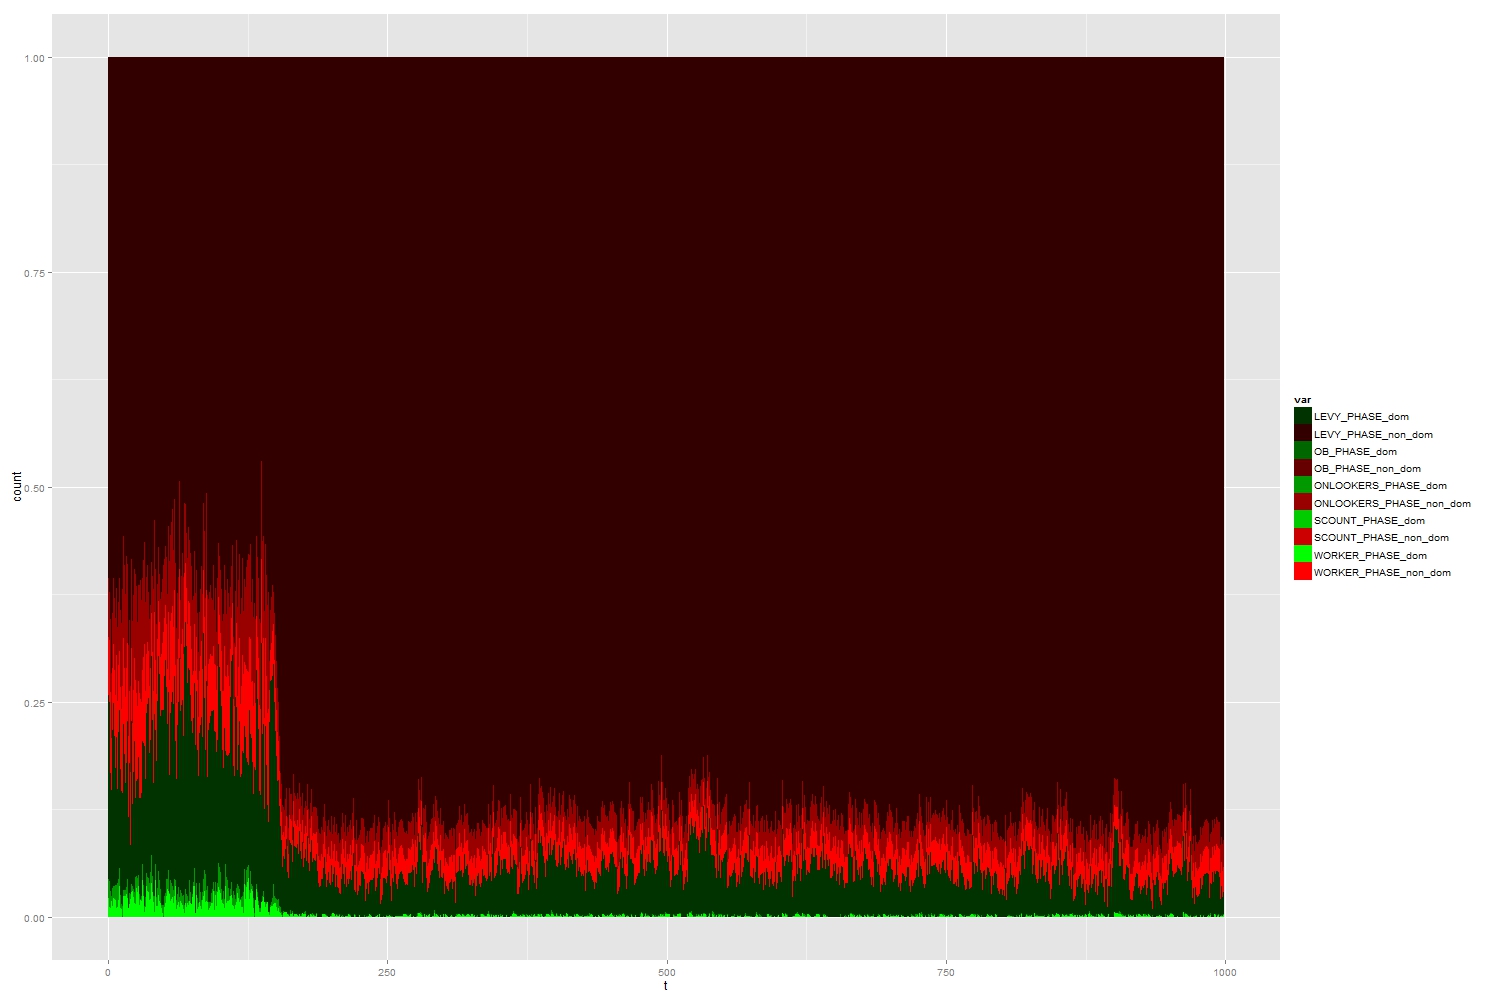 1.00
0.75
0.50
0.25
0.00
count
0
250
500
750
1000
t
var
LEVY_PHASE_dom
LEVY_PHASE_non_dom
OB_PHASE_dom
OB_PHASE_non_dom
ONLOOKERS_PHASE_dom
ONLOOKERS_PHASE_non_dom
SCOUNT_PHASE_dom
SCOUNT_PHASE_non_dom
WORKER_PHASE_dom
WORKER_PHASE_non_dom